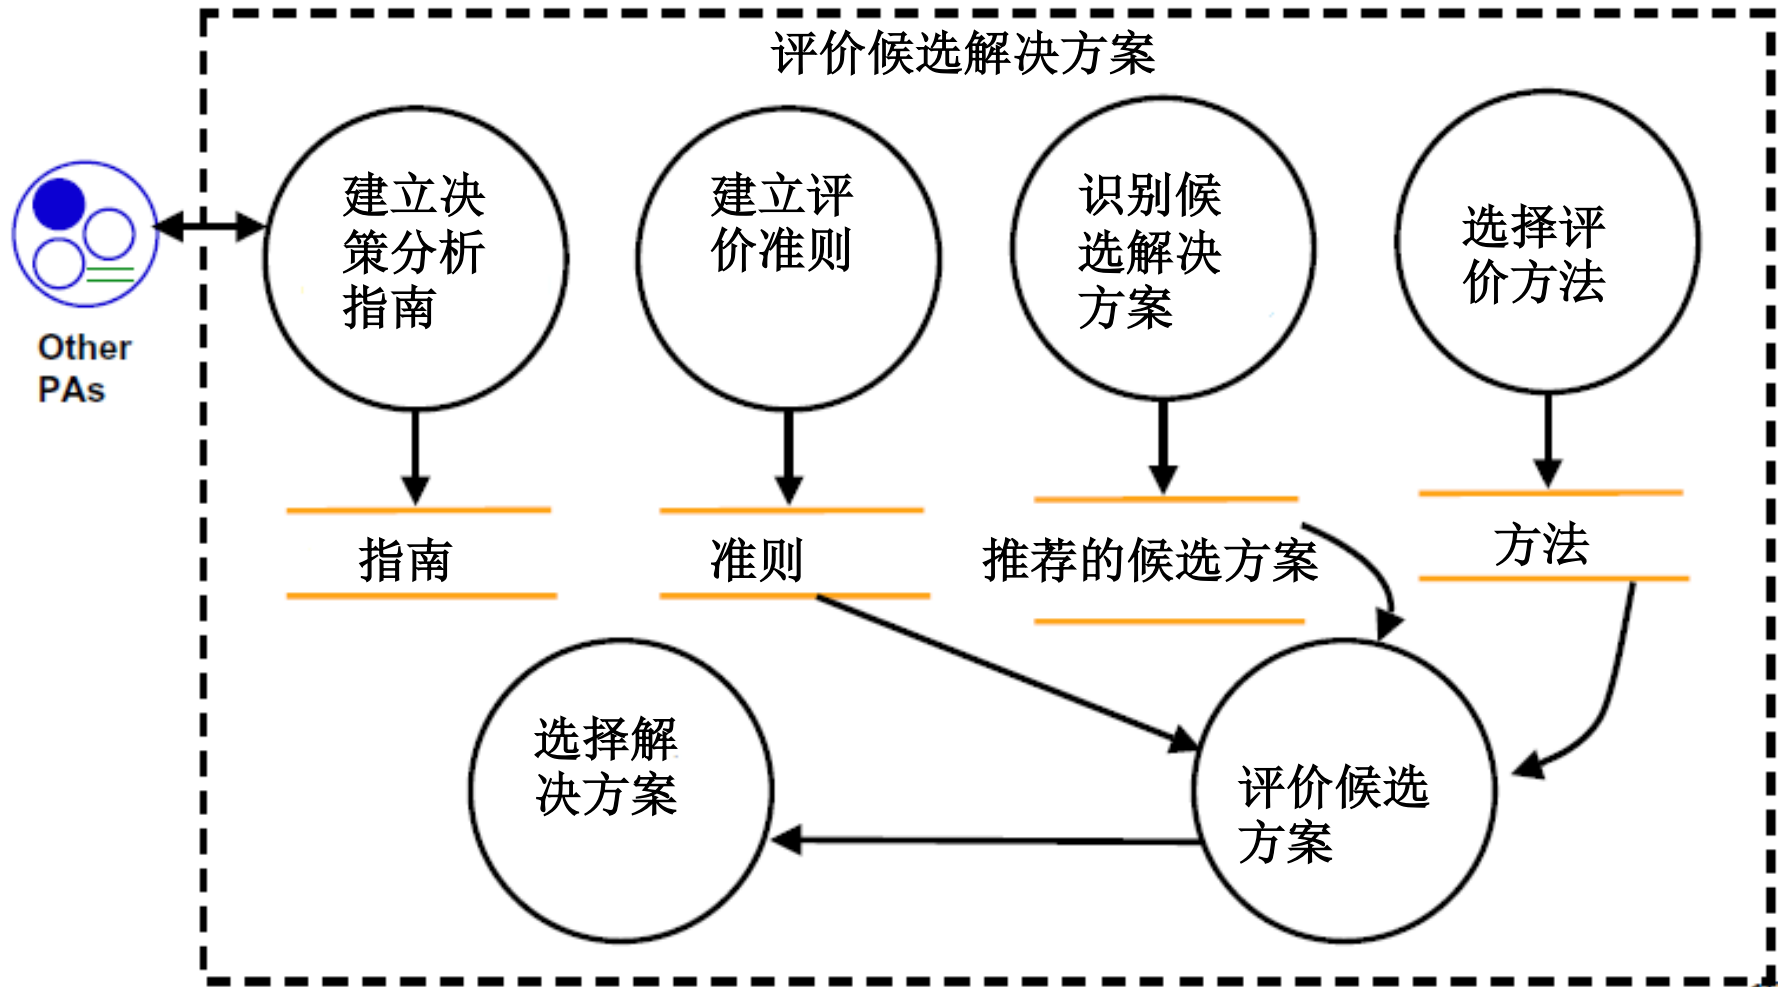 评价候选解决方案
建立决
策分析
指南
建立评
价准则
识别候
选解决
方案
选择评
价方法
Other
PAs
指南
准则
推荐的候选方案
方法
选择解
决方案
评价候选
方案